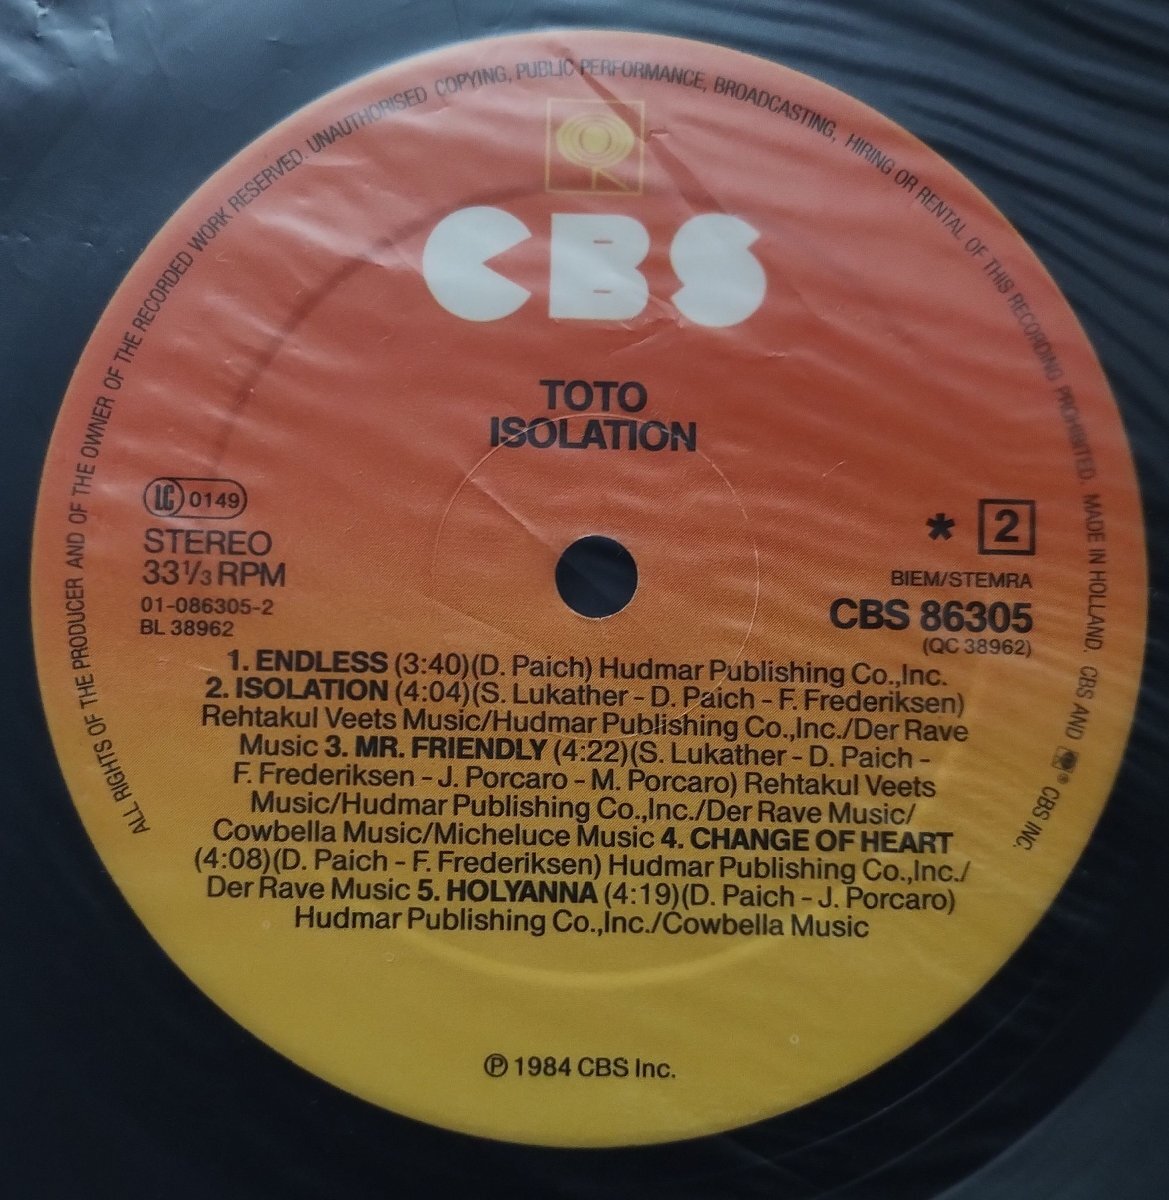 ALL RIGHTS OF THE PRODUCER AND OF THE OWNER OF THE RECORDED WORK RESERVED. UNAUTHORISED COPYING, PUBLIC PERFORMANCE, BROADCASTING, HIRING OR RENTAL OF THIS RECORDING PROHIBITED. MADE IN HOLLAND. CBS AND ® CBS INC.
CBS
TOTO
ISOLATION
LC 0149
STEREO
33 1/3 RPM
01-086305-2
BL 38962
* 2
BIEM/STEMRA
CBS 86305
(QC 38962)
1. ENDLESS (3:40)(D. Paich) Hudmar Publishing Co.,Inc.
2. ISOLATION (4:04)(S. Lukather - D. Paich - F. Frederiksen)
Rehtakul Veets Music/Hudmar Publishing Co.,Inc./Der Rave
Music 3. MR. FRIENDLY (4:22)(S. Lukather - D. Paich -
F. Frederiksen - J. Porcaro - M. Porcaro) Rehtakul Veets
Music/Hudmar Publishing Co.,Inc./Der Rave Music/
Cowbella Music/Micheluce Music 4. CHANGE OF HEART
(4:08)(D. Paich - F. Frederiksen) Hudmar Publishing Co.,Inc./
Der Rave Music 5. HOLYANNA (4:19)(D. Paich - J. Porcaro)
Hudmar Publishing Co.,Inc./Cowbella Music
℗ 1984 CBS Inc.